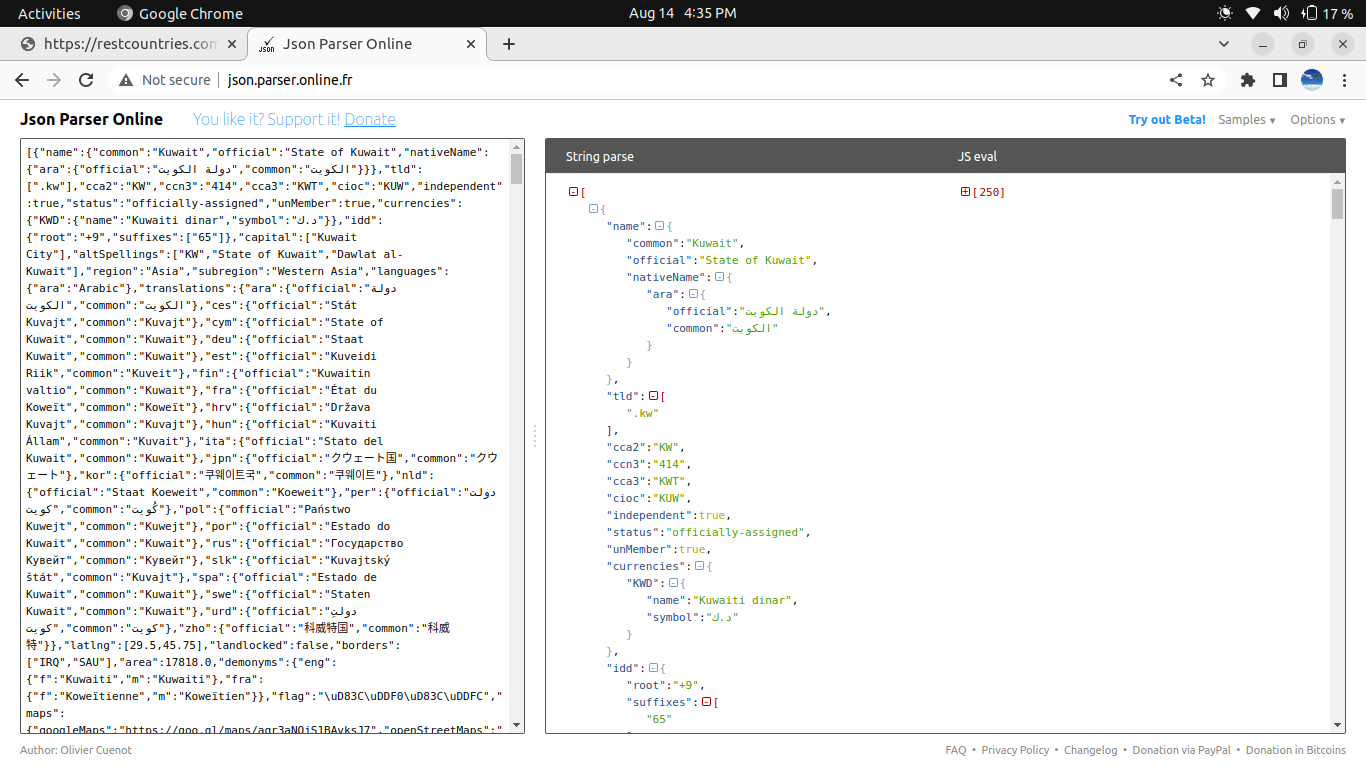 Activities
Google Chrome
Aug 14 4:35 PM
17 %
https://restcountries.com
Json Parser Online
Not secure
json.parser.online.fr
Json Parser Online
You like it? Support it! Donate
Try out Beta!
Samples ▾
Options ▾
[{"name":{"common":"Kuwait","official":"State of Kuwait","nativeName":
{"ara":{"official":"دولة الكويت","common":"الكويت"}}},"tld":
[".kw"],"cca2":"KW","ccn3":"414","cca3":"KWT","cioc":"KUW","independent"
:true,"status":"officially-assigned","unMember":true,"currencies":
{"KWD":{"name":"Kuwaiti dinar","symbol":"د.ك"}},"idd":
{"root":"+9","suffixes":["65"]},"capital":["Kuwait
City"],"altSpellings":["KW","State of Kuwait","Dawlat al-
Kuwait"],"region":"Asia","subregion":"Western Asia","languages":
{"ara":"Arabic"},"translations":{"ara":{"official":"دولة
الكويت","common":"الكويت"},"ces":{"official":"Stát
Kuvajt","common":"Kuvajt"},"cym":{"official":"State of
Kuwait","common":"Kuwait"},"deu":{"official":"Staat
Kuwait","common":"Kuwait"},"est":{"official":"Kuveidi
Riik","common":"Kuveit"},"fin":{"official":"Kuwaitin
valtio","common":"Kuwait"},"fra":{"official":"État du
Koweït","common":"Koweït"},"hrv":{"official":"Država
Kuvajt","common":"Kuvajt"},"hun":{"official":"Kuvaiti
Állam","common":"Kuvait"},"ita":{"official":"Stato del
Kuwait","common":"Kuwait"},"jpn":{"official":"クウェート国","common":"クウ
ェート"},"kor":{"official":"쿠웨이트국","common":"쿠웨이트"},"nld":
{"official":"Staat Koeweit","common":"Koeweit"},"per":{"official":"دولت
کویت","common":"کُویت"},"pol":{"official":"Państwo
Kuwejt","common":"Kuwejt"},"por":{"official":"Estado do
Kuwait","common":"Kuwait"},"rus":{"official":"Государство
Кувейт","common":"Кувейт"},"slk":{"official":"Kuvajtský
štát","common":"Kuvajt"},"spa":{"official":"Estado de
Kuwait","common":"Kuwait"},"swe":{"official":"Staten
Kuwait","common":"Kuwait"},"urd":{"official":"دولتِ
کویت","common":"کویت"},"zho":{"official":"科威特国","common":"科威
特"}},"latlng":[29.5,45.75],"landlocked":false,"borders":
["IRQ","SAU"],"area":17818.0,"demonyms":{"eng":
{"f":"Kuwaiti","m":"Kuwaiti"},"fra":
{"f":"Koweïtienne","m":"Koweïtien"}},"flag":"\uD83C\uDDF0\uD83C\uDDFC","
maps":
{"googleMaps":"https://goo.gl/maps/aqr3aNQjS1BAvksJ7","openStreetMaps":"
String parse
JS eval
[
[250]
{
"name":{
"common":"Kuwait",
"official":"State of Kuwait",
"nativeName":{
"ara":{
"official":"دولة الكويت",
"common":"الكويت"
}
}
},
"tld":[
".kw"
],
"cca2":"KW",
"ccn3":"414",
"cca3":"KWT",
"cioc":"KUW",
"independent":true,
"status":"officially-assigned",
"unMember":true,
"currencies":{
"KWD":{
"name":"Kuwaiti dinar",
"symbol":"د.ك"
}
},
"idd":{
"root":"+9",
"suffixes":[
"65"
Author: Olivier Cuenot
FAQ • Privacy Policy • Changelog • Donation via PayPal • Donation in Bitcoins